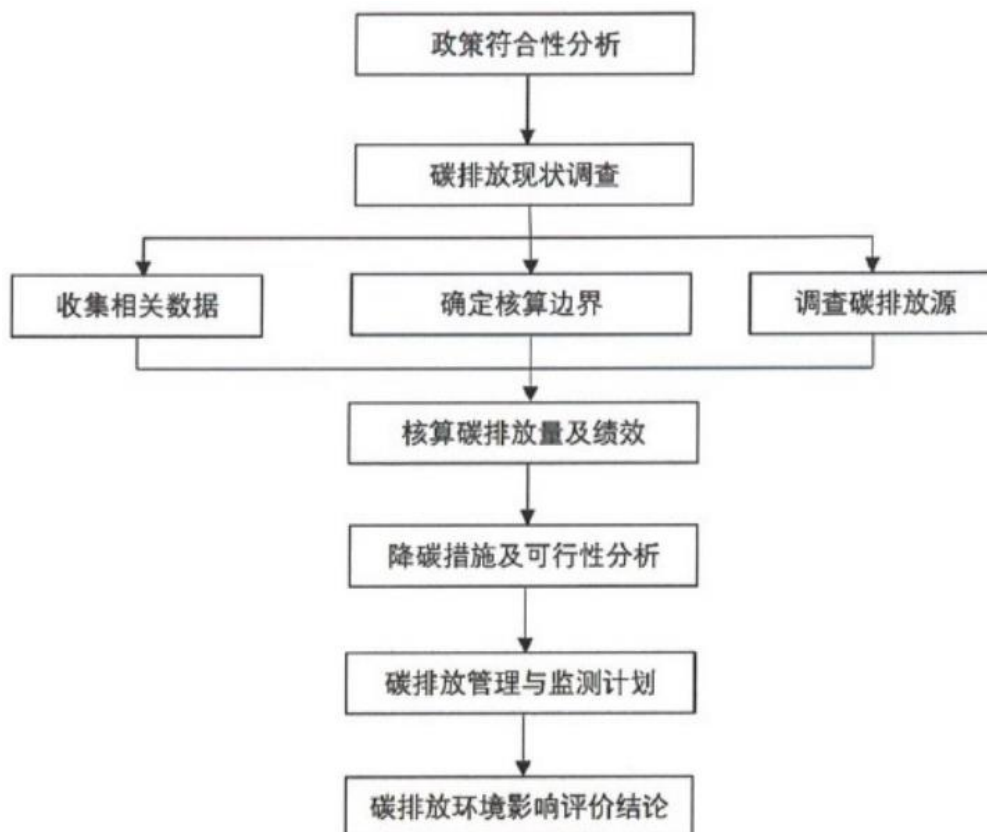 政策符合性分析
碳排放现状调查
收集相关数据
确定核算边界
调查碳排放源
核算碳排放量及绩效
降碳措施及可行性分析
碳排放管理与监测计划
碳排放环境影响评价结论